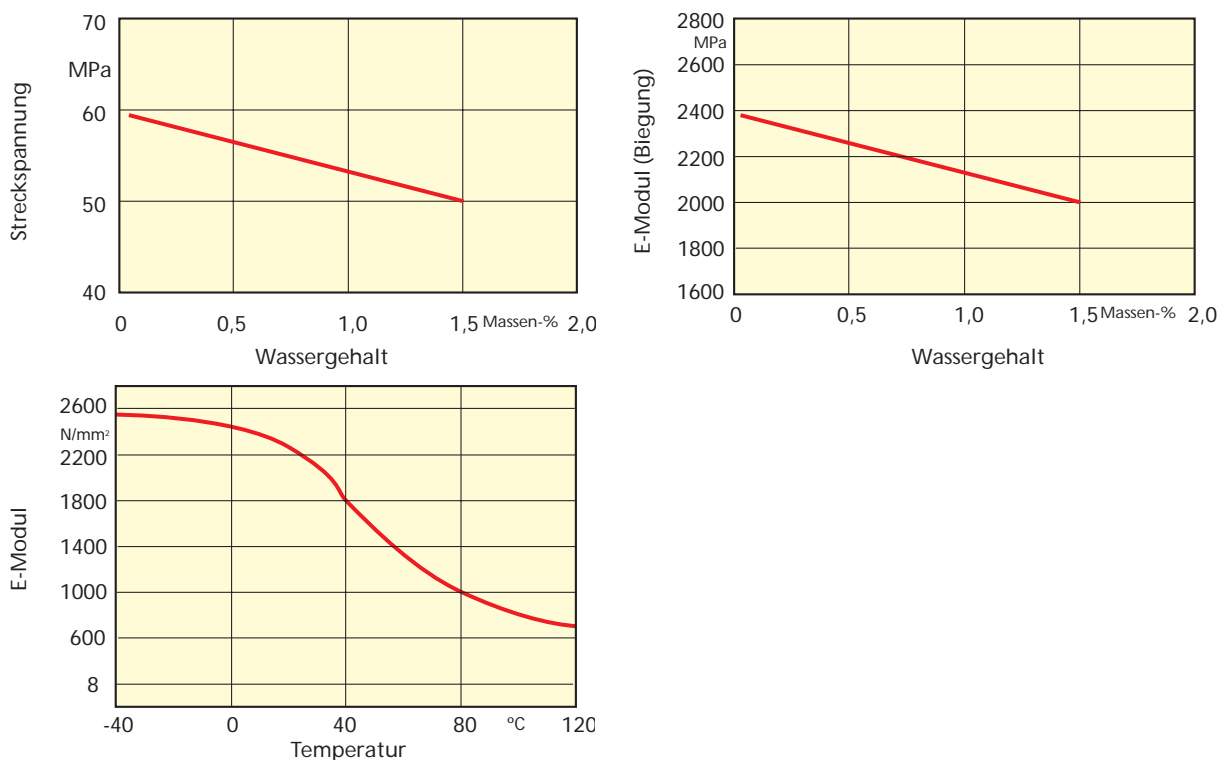 70
MPa
60
50
40
Streckspannung
0 0,5 1,0 1,5 Massen-% 2,0
Wassergehalt
2800
MPa
2600
2400
2200
2000
1800
1600
E-Modul (Biegung)
0 0,5 1,0 1,5 Massen-% 2,0
Wassergehalt
2600
N/mm²
2200
1800
1400
1000
600
8
E-Modul
-40 0 40 80 °C 120
Temperatur